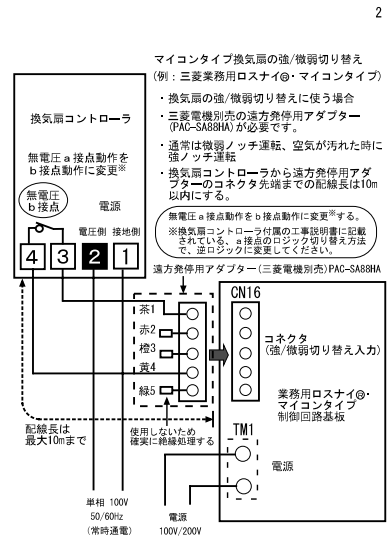 2
マイコンタイプ換気扇の強/微弱切り替え
(例:三菱業務用ロスナイ®・マイコンタイプ)
・換気扇の強/微弱切り替えに使う場合
・三菱電機別売の遠方発停用アダプター
(PAC-SA88HA)が必要です。
・通常は微弱ノッチ運転、空気が汚れた時に
強ノッチ運転
・換気扇コントローラから遠方発停用アダ
プターのコネクタ先端までの配線長は10m
以内にする。
無電圧a接点動作をb接点動作に変更※する。
※換気扇コントローラ付属の工事説明書に記載
されている、a接点のロジック切り替え方法
で、逆ロジックに変更してください。
換気扇コントローラ
無電圧a接点動作を
b接点動作に変更※
無電圧
b接点
電源
電圧側 接地側
4 3 2 1
遠方発停用アダプター(三菱電機別売)PAC-SA88HA
茶1
赤2
橙3
黄4
緑5
CN16
コネクタ
(強/微弱切り替え入力)
業務用ロスナイ®・
マイコンタイプ
制御回路基板
配線長は
最大10mまで
使用しないため
確実に絶縁処理する
TM1
電源
単相 100V
50/60Hz
(常時通電)
電源
100V/200V